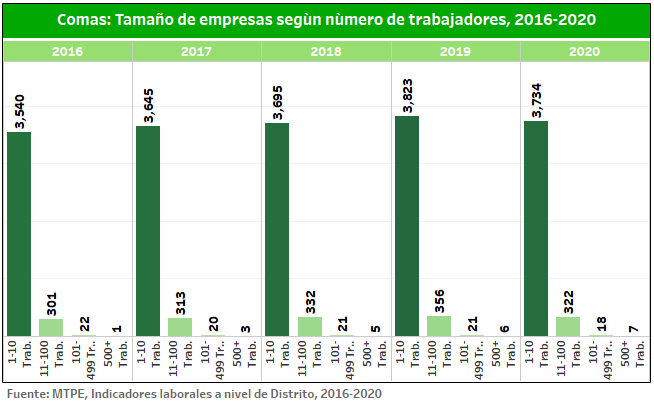 Comas: Tamaño de empresas segùn nùmero de trabajadores, 2016-2020
2016 2017 2018 2019 2020
3,540 301 22 1 3,645 313 20 3 3,695 332 21 5 3,823 356 21 6 3,734 322 18 7
1-10 Trab. 11-100 Trab. 101-499 Tr.. 500+ Trab. 1-10 Trab. 11-100 Trab. 101-499 Tr.. 500+ Trab. 1-10 Trab. 11-100 Trab. 101-499 Tr.. 500+ Trab. 1-10 Trab. 11-100 Trab. 101-499 Tr.. 500+ Trab. 1-10 Trab. 11-100 Trab. 101-499 Tr.. 500+ Trab.
Fuente: MTPE, Indicadores laborales a nivel de Distrito, 2016-2020